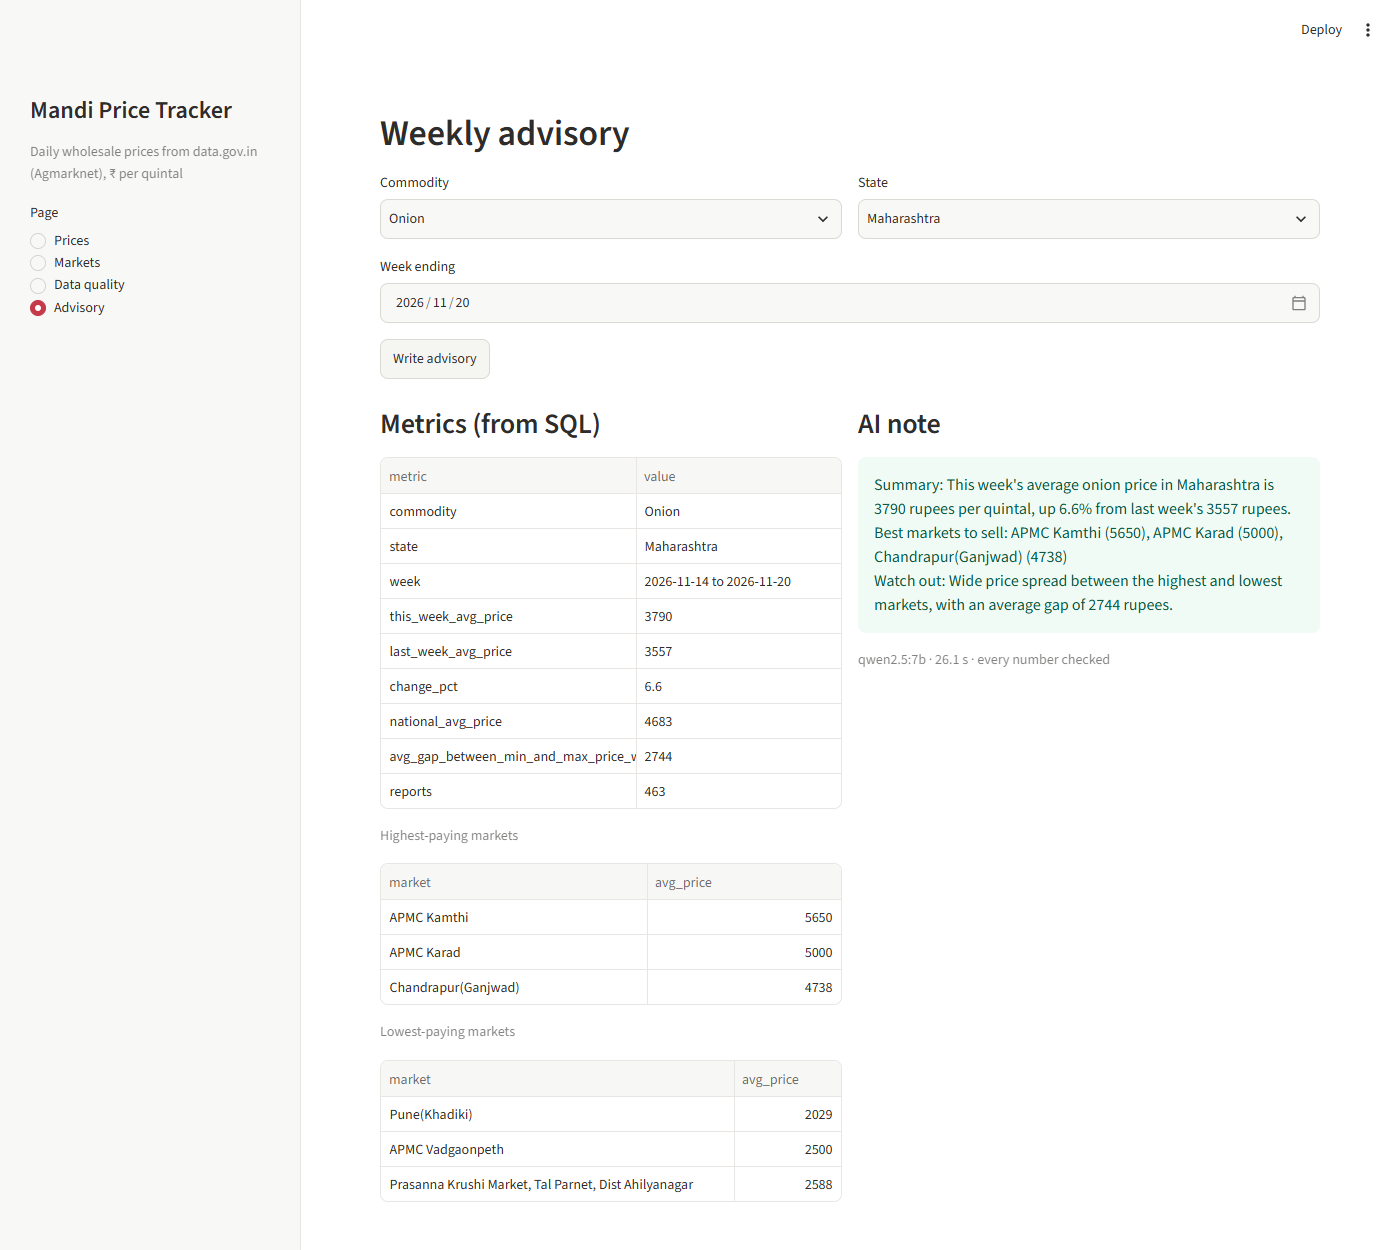 Deploy
Mandi Price Tracker
Daily wholesale prices from data.gov.in
(Agmarknet), ₹ per quintal
Page
Prices
Markets
Data quality
Advisory
Weekly advisory
Commodity
State
Onion
Maharashtra
Week ending
2026/11/20
Write advisory
Metrics (from SQL)
metric value
commodity Onion
state Maharashtra
week 2026-11-14 to 2026-11-20
this_week_avg_price 3790
last_week_avg_price 3557
change_pct 6.6
national_avg_price 4683
avg_gap_between_min_and_max_price_w 2744
reports 463
Highest-paying markets
market avg_price
APMC Kamthi 5650
APMC Karad 5000
Chandrapur(Ganjwad) 4738
Lowest-paying markets
market avg_price
Pune(Khadiki) 2029
APMC Vadgaonpeth 2500
Prasanna Krushi Market, Tal Parnet, Dist Ahilyanagar 2588
AI note
Summary: This week's average onion price in Maharashtra is
3790 rupees per quintal, up 6.6% from last week's 3557 rupees.
Best markets to sell: APMC Kamthi (5650), APMC Karad (5000),
Chandrapur(Ganjwad) (4738)
Watch out: Wide price spread between the highest and lowest
markets, with an average gap of 2744 rupees.
qwen2.5:7b · 26.1 s · every number checked